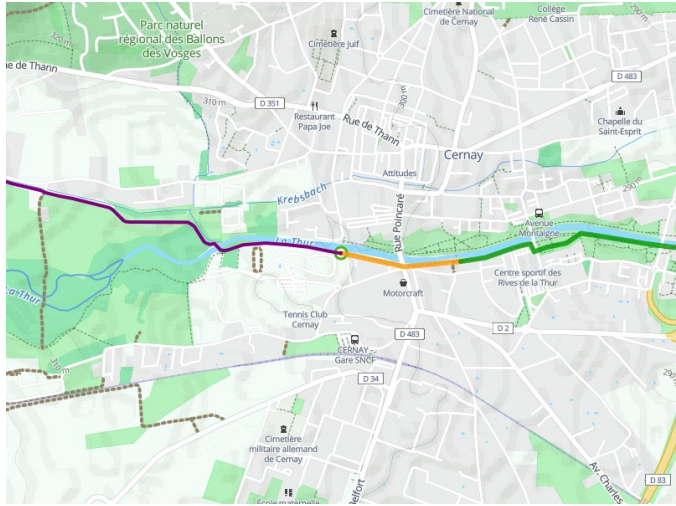 Collège
René Cassin
Cimetière National
de Cernay
290 m
Parc naturel
régional des Ballons
des Vosges
320 m
Cimetière juif
ue de Thann
D 483
310 m
D 351
300 m
Restaurant
Papa Joe
Rue de Thann
Chapelle du
Saint-Esprit
Cernay
Attitudes
Krebsbach
290 m
Rue Poincaré
Avenue
Montaigne
La Thur
La Thur
Centre sportif des
Rives de la Thur
Motorcraft
Tennis Club
Cernay
D 2
D 483
CERNAY -
Gare SNCF
310 m
D 34
290
Cimetière
militaire allemand
de Cernay
Av. Charles
D 83
Belfort
École maternelle